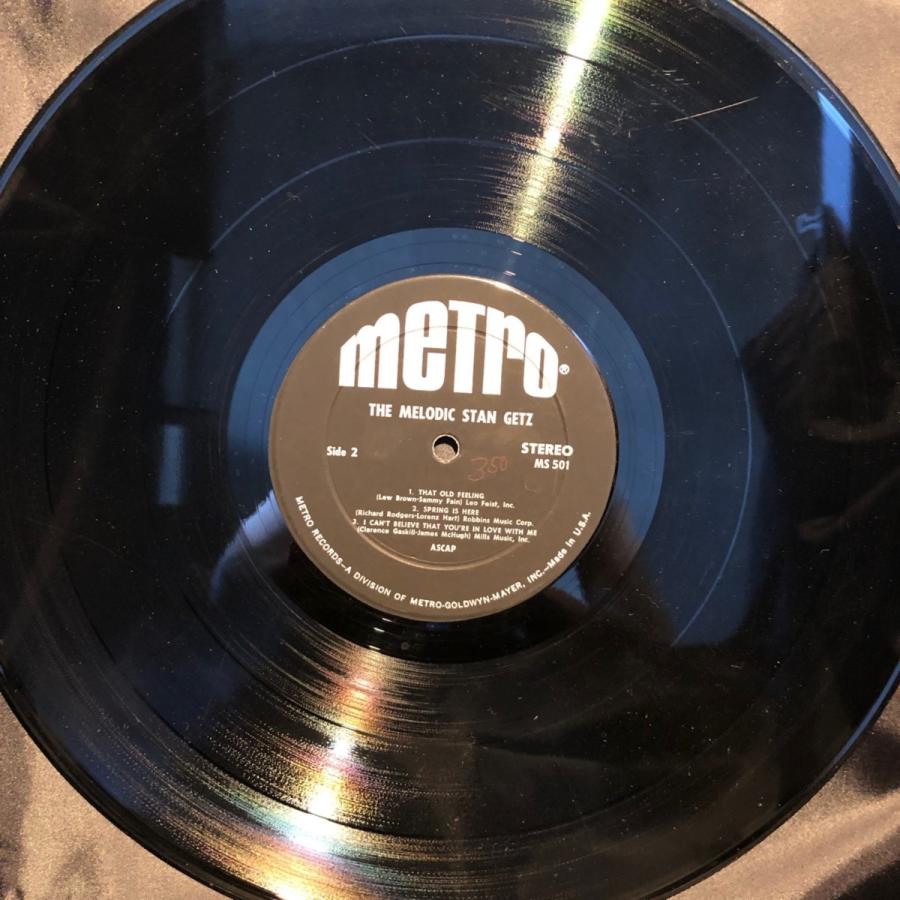 meTro®
THE MELODIC STAN GETZ
Side 2
STEREO
MS 501
350
1. THAT OLD FEELING
(Lew Brown-Sammy Fain) Leo Feist, Inc.
2. SPRING IS HERE
(Richard Rodgers-Lorenz Hart) Robbins Music Corp.
3. I CAN'T BELIEVE THAT YOU'RE IN LOVE WITH ME
(Clarence Gaskill-James McHugh) Mills Music, Inc.
ASCAP
METRO RECORDS—A DIVISION OF METRO-GOLDWYN-MAYER, INC.—Made in U.S.A.